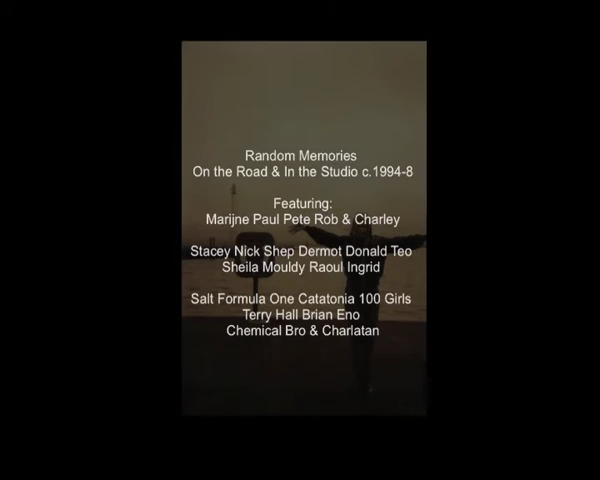 Random Memories
On the Road & In the Studio c.1994-8
Featuring:
Marijne Paul Pete Rob & Charley
Stacey Nick Shep Dermot Donald Teo
Sheila Mouldy Raoul Ingrid
Salt Formula One Catatonia 100 Girls
Terry Hall Brian Eno
Chemical Bro & Charlatan